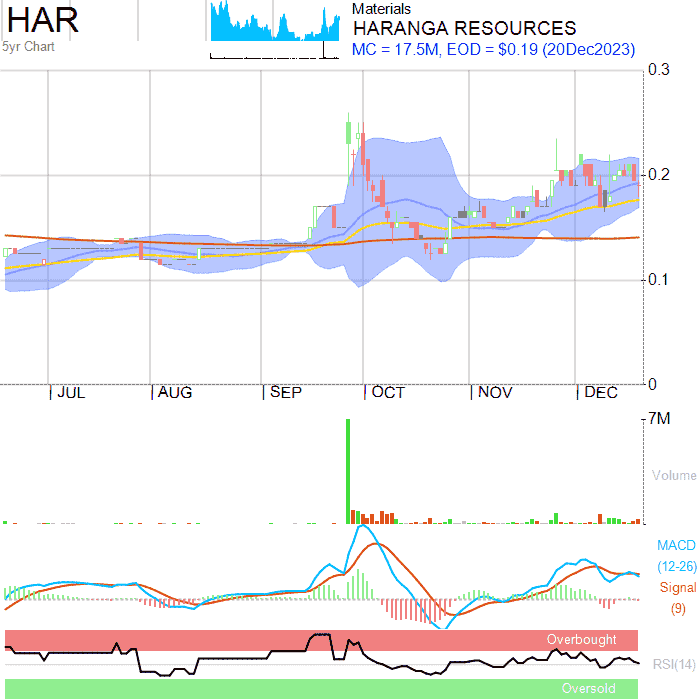 HAR
5yr Chart
Materials
HARANGA RESOURCES
MC = 17.5M, EOD = $0.19 (20Dec2023)
0.3
0.2
0.1
0
JUL AUG SEP OCT NOV DEC
7M
Volume
MACD
(12-26)
Signal
(9)
Overbought
RSI(14)
Oversold